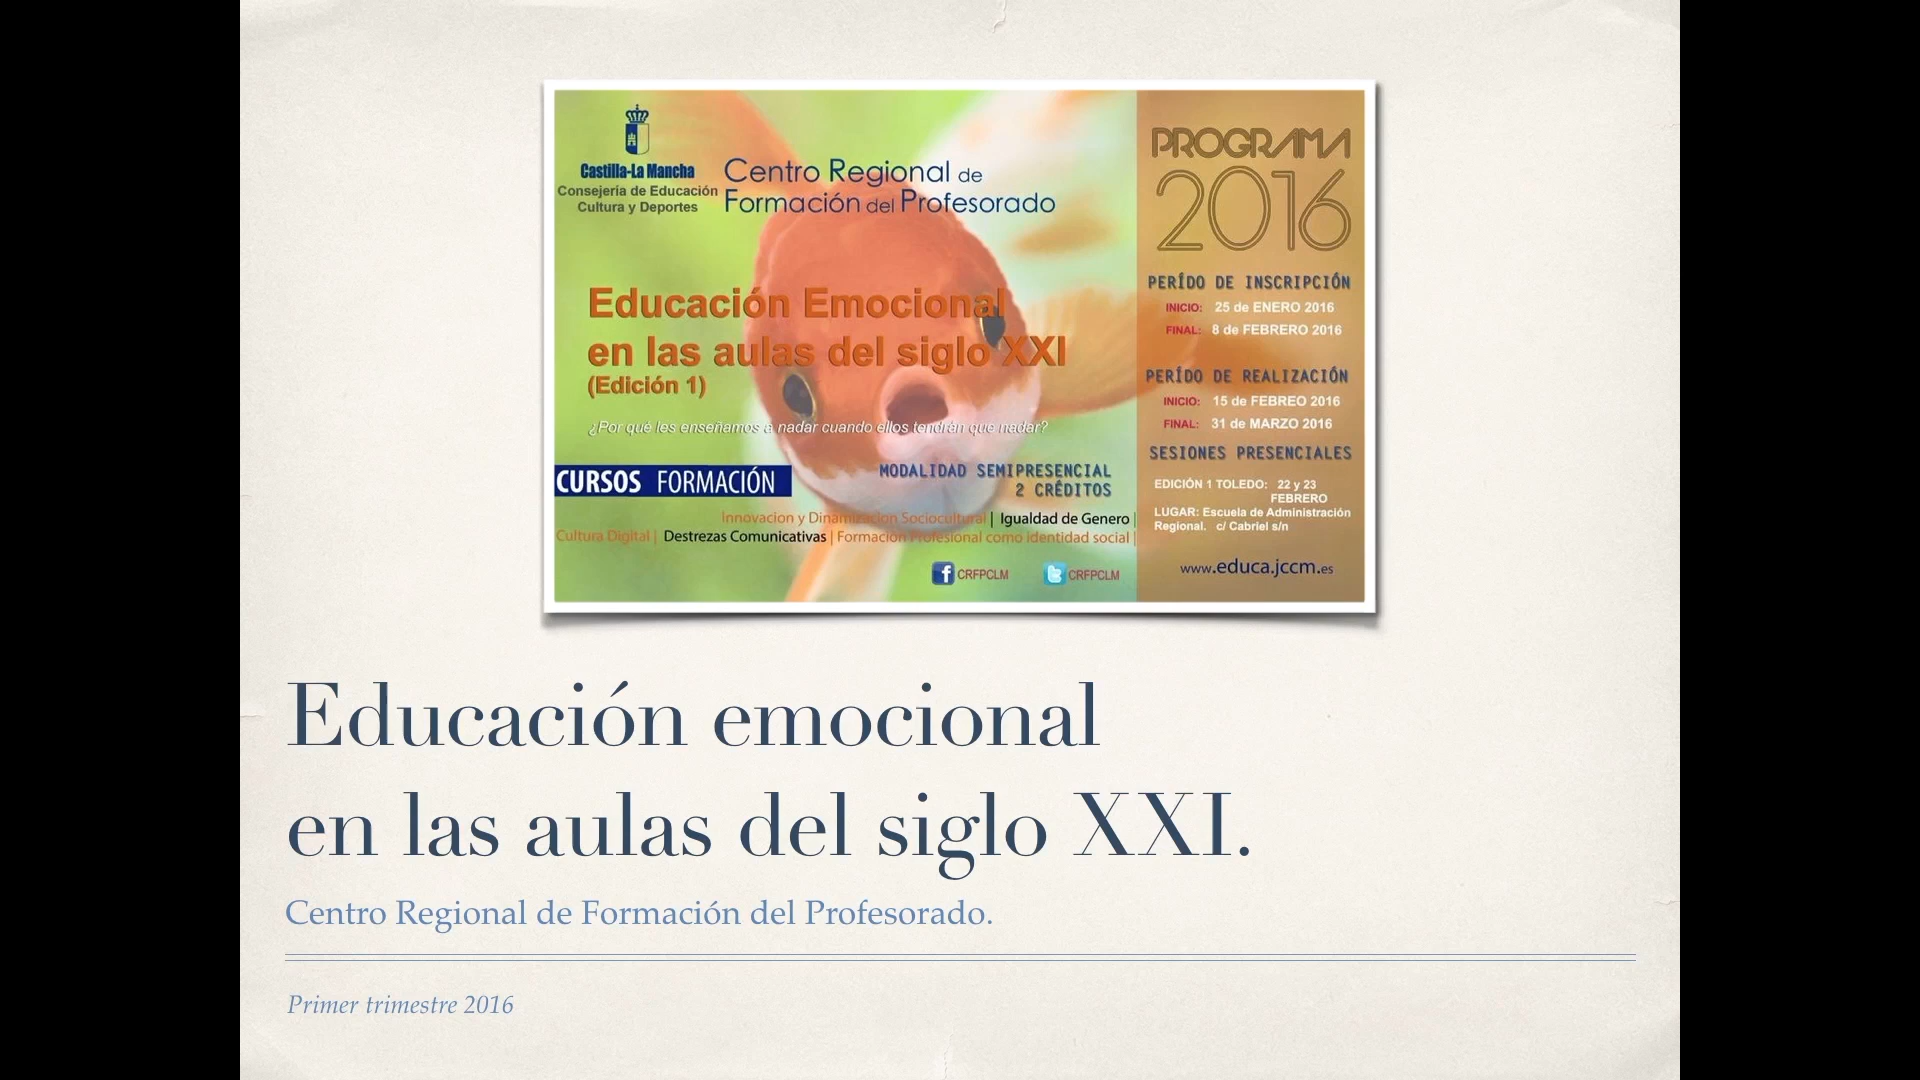 Castilla-La Mancha
Consejería de Educación
Cultura y Deportes
Centro Regional de
Formación del Profesorado
Educación Emocional
en las aulas del siglo XXI
(Edición 1)
¿Por qué les enseñamos a nadar cuando ellos tendrán que nadar?
CURSOS FORMACIÓN
MODALIDAD SEMIPRESENCIAL
2 CRÉDITOS
Innovacion y Dinamizacion Sociocultural | Igualdad de Genero |
Cultura Digital | Destrezas Comunicativas | Formación Profesional como identidad social |
CRFPCLM CRFPCLM
PROGRAMA
2016
PERÍDO DE INSCRIPCIÓN
INICIO: 25 de ENERO 2016
FINAL: 8 de FEBRERO 2016
PERÍDO DE REALIZACIÓN
INICIO: 15 de FEBREO 2016
FINAL: 31 de MARZO 2016
SESIONES PRESENCIALES
EDICIÓN 1 TOLEDO: 22 y 23
FEBRERO
LUGAR: Escuela de Administración
Regional. c/ Cabriel s/n
www.educa.jccm.es
Educación emocional
en las aulas del siglo XXI.
Centro Regional de Formación del Profesorado.
Primer trimestre 2016